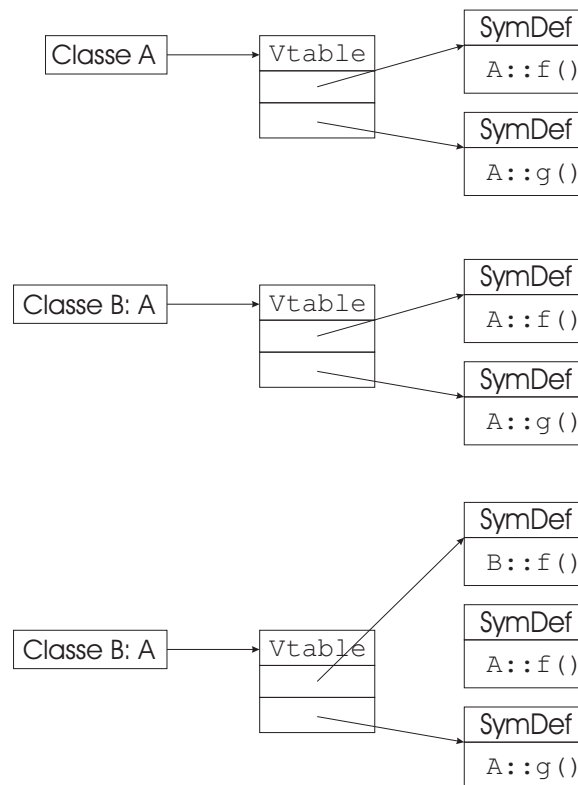 SymDef
Classe A
Vtable
A::f()
SymDef
A::g()
SymDef
Classe B: A
Vtable
A::f()
SymDef
A::g()
SymDef
B::f()
SymDef
Classe B: A
Vtable
A::f()
SymDef
A::g()